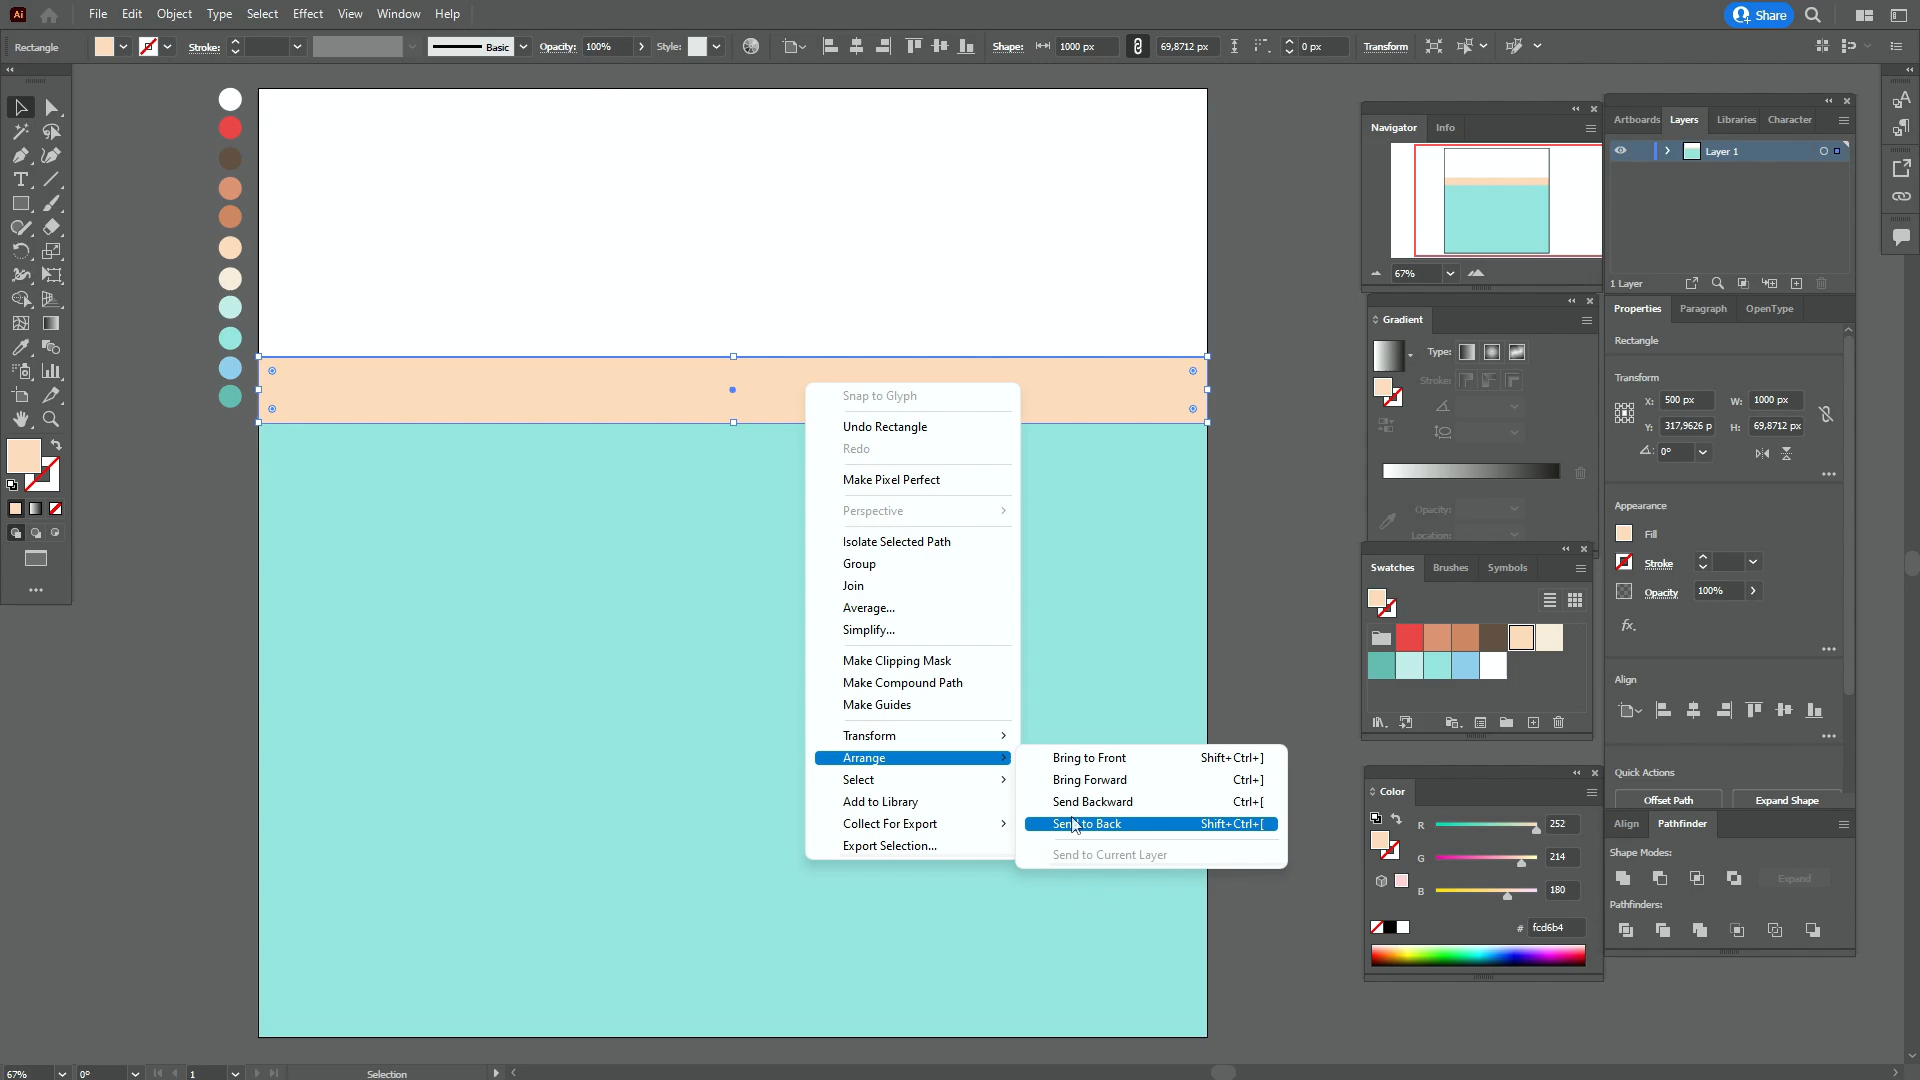 Ai File Edit Object Type Select Effect View Window Help Share
Rectangle Stroke: Basic Opacity: 100% Style: Shape: 1000 px 69,8712 px 0 px Transform
Navigator Info
67%
Artboards Layers Libraries Character
Layer 1
1 Layer
Gradient
Type:
Stroke:
Opacity:
Location:
Properties Paragraph OpenType
Rectangle
Transform
X: 500 px W: 1000 px
Y: 317,9626 p H: 69,8712 px
0°
Appearance
Fill
Stroke
Opacity 100%
fx.
Align
Quick Actions
Offset Path Expand Shape
Swatches Brushes Symbols
Snap to Glyph
Undo Rectangle
Redo
Make Pixel Perfect
Perspective
Isolate Selected Path
Group
Join
Average...
Simplify...
Make Clipping Mask
Make Compound Path
Make Guides
Transform
Arrange
Select
Add to Library
Collect For Export
Export Selection...
Bring to Front Shift+Ctrl+]
Bring Forward Ctrl+]
Send Backward Ctrl+[
Send to Back Shift+Ctrl+[
Send to Current Layer
Color
R 252
G 214
B 180
# fcd6b4
Align Pathfinder
Shape Modes:
Expand
Pathfinders:
67% 0° 1 Selection